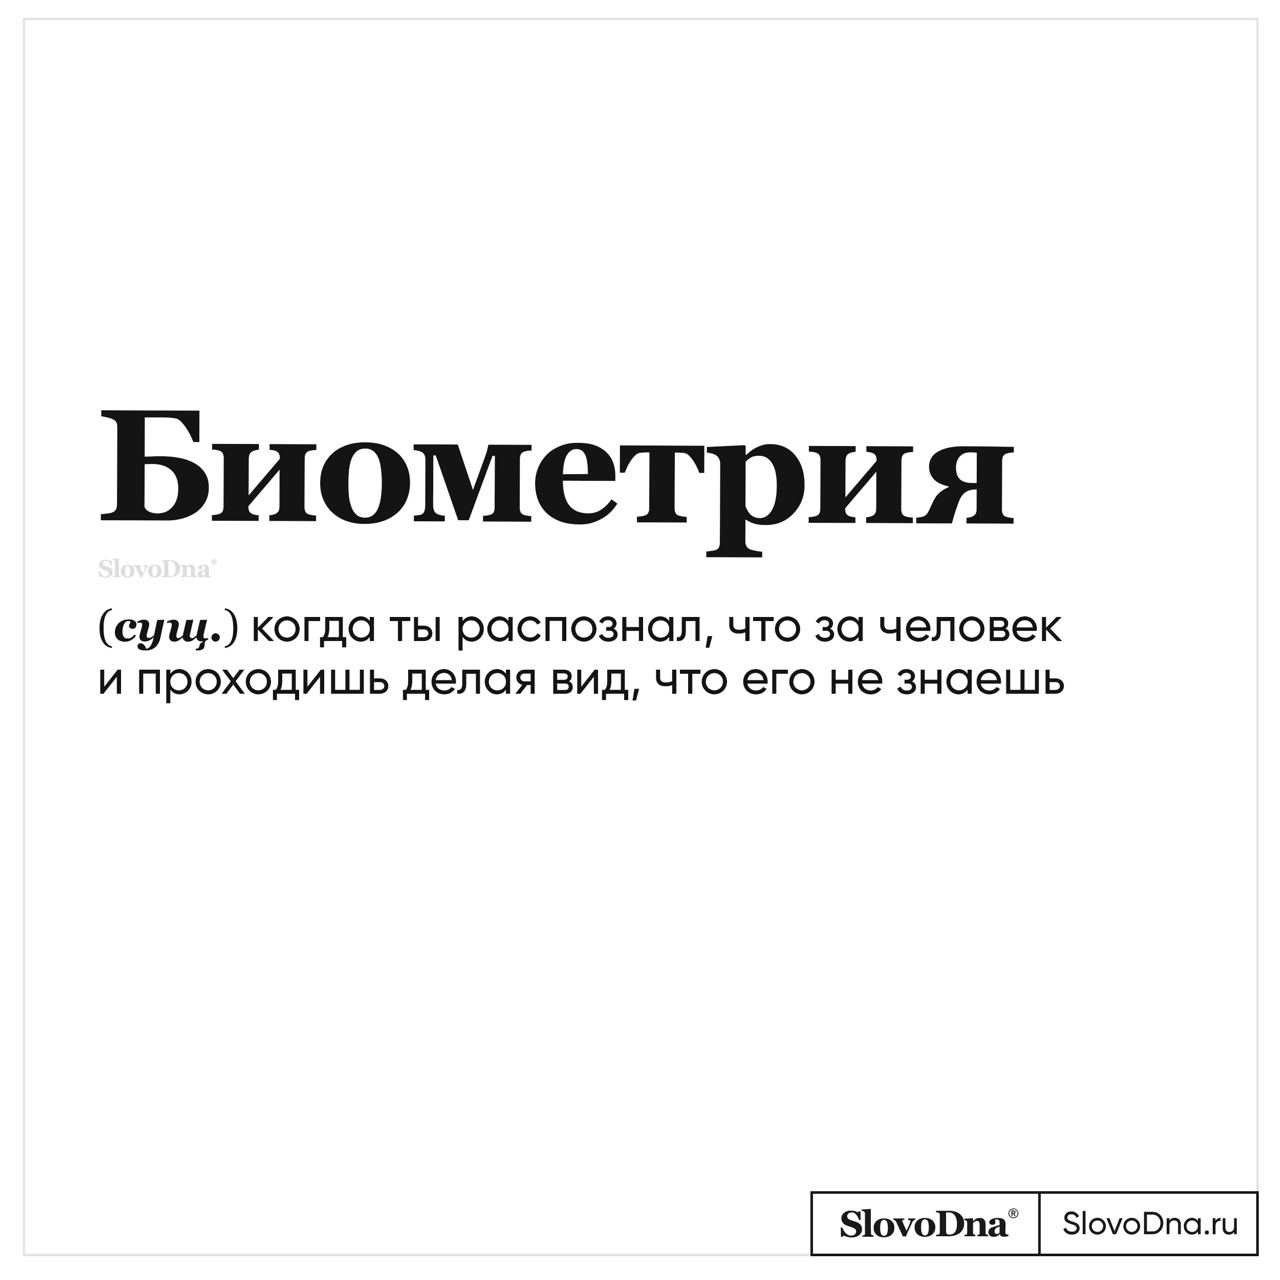 Биометрия
SlovoDna®
(сущ.) когда ты распознал, что за человек
и проходишь делая вид, что его не знаешь
SlovoDna® SlovoDna.ru